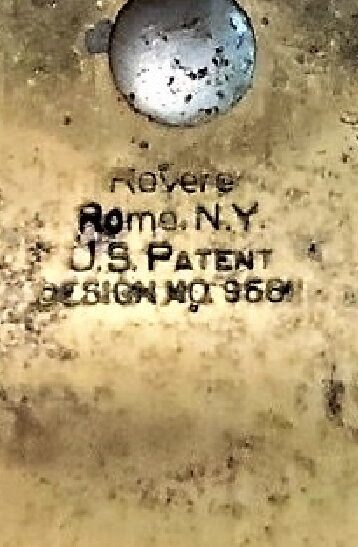 Revere
Rome, N.Y.
U.S. PATENT
DESIGN NO.